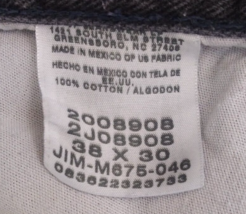 1421 SOUTH ELM STREET
GREENSBORO, NC 27406
MADE IN MEXICO OF US FABRIC
HECHO EN MEXICO CON TELA DE
EE.UU.
100% COTTON / ALGODON
2008908
2J08908
38 X 30
JIM-M675-046
083622323733